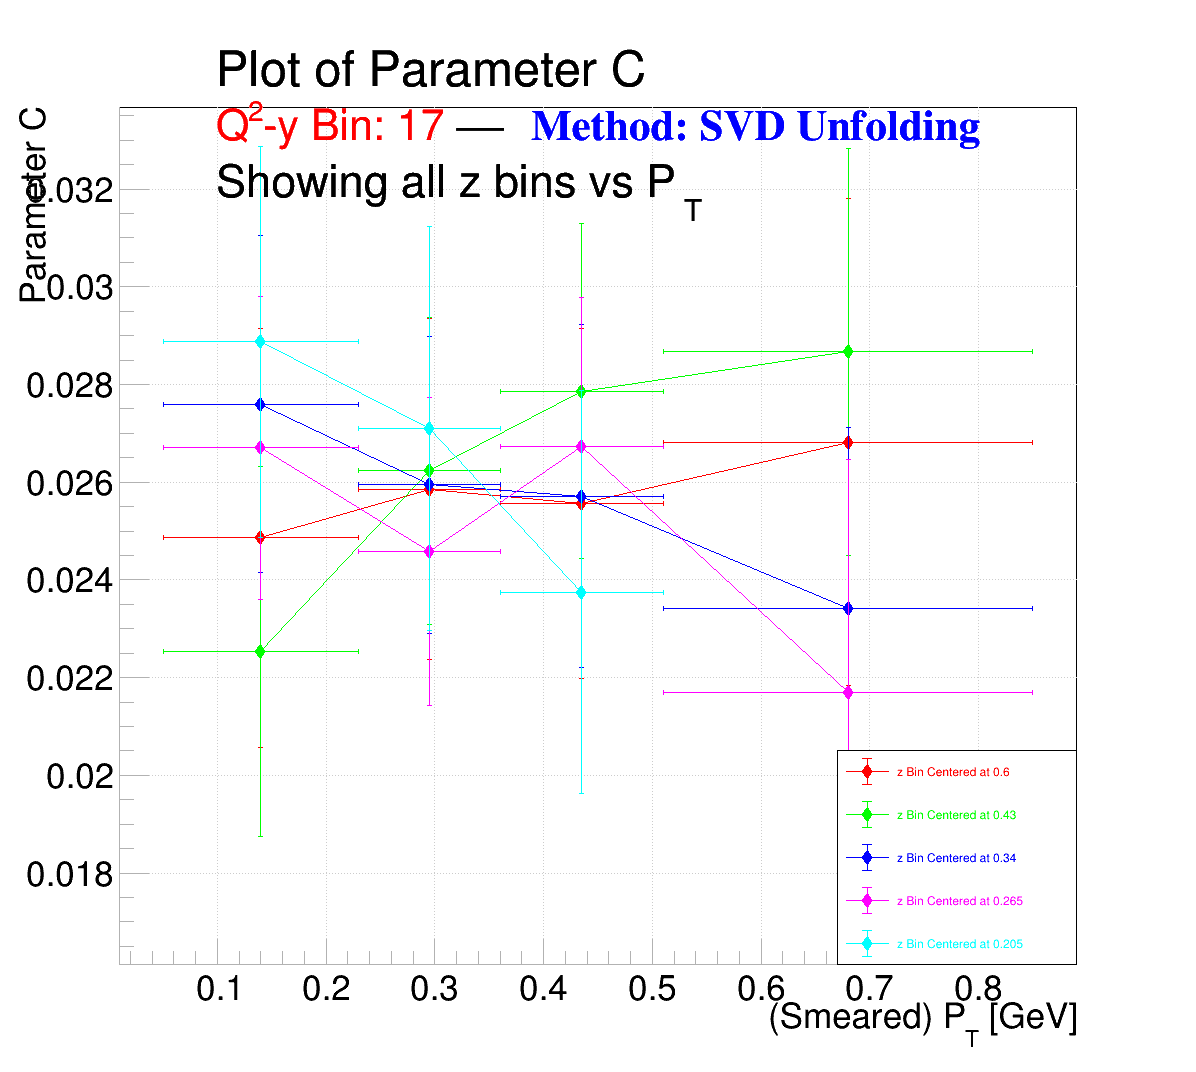 Plot of Parameter C
Q²-y Bin: 17 — Method: SVD Unfolding
Showing all z bins vs P_T
Parameter C
0.032
0.03
0.028
0.026
0.024
0.022
0.02
0.018
z Bin Centered at 0.6
z Bin Centered at 0.43
z Bin Centered at 0.34
z Bin Centered at 0.265
z Bin Centered at 0.205
0.1 0.2 0.3 0.4 0.5 0.6 0.7 0.8
(Smeared) P_T [GeV]